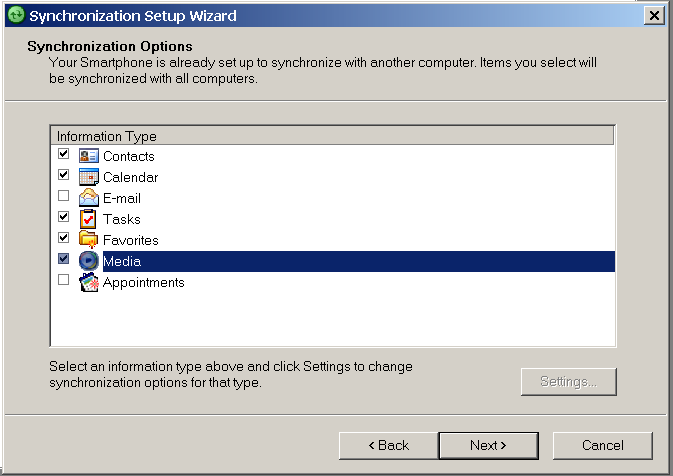 Synchronization Setup Wizard
Synchronization Options
Your Smartphone is already set up to synchronize with another computer. Items you select will
be synchronized with all computers.
Information Type
Contacts
Calendar
E-mail
Tasks
Favorites
Media
Appointments
Select an information type above and click Settings to change
synchronization options for that type.
Settings...
< Back
Next >
Cancel